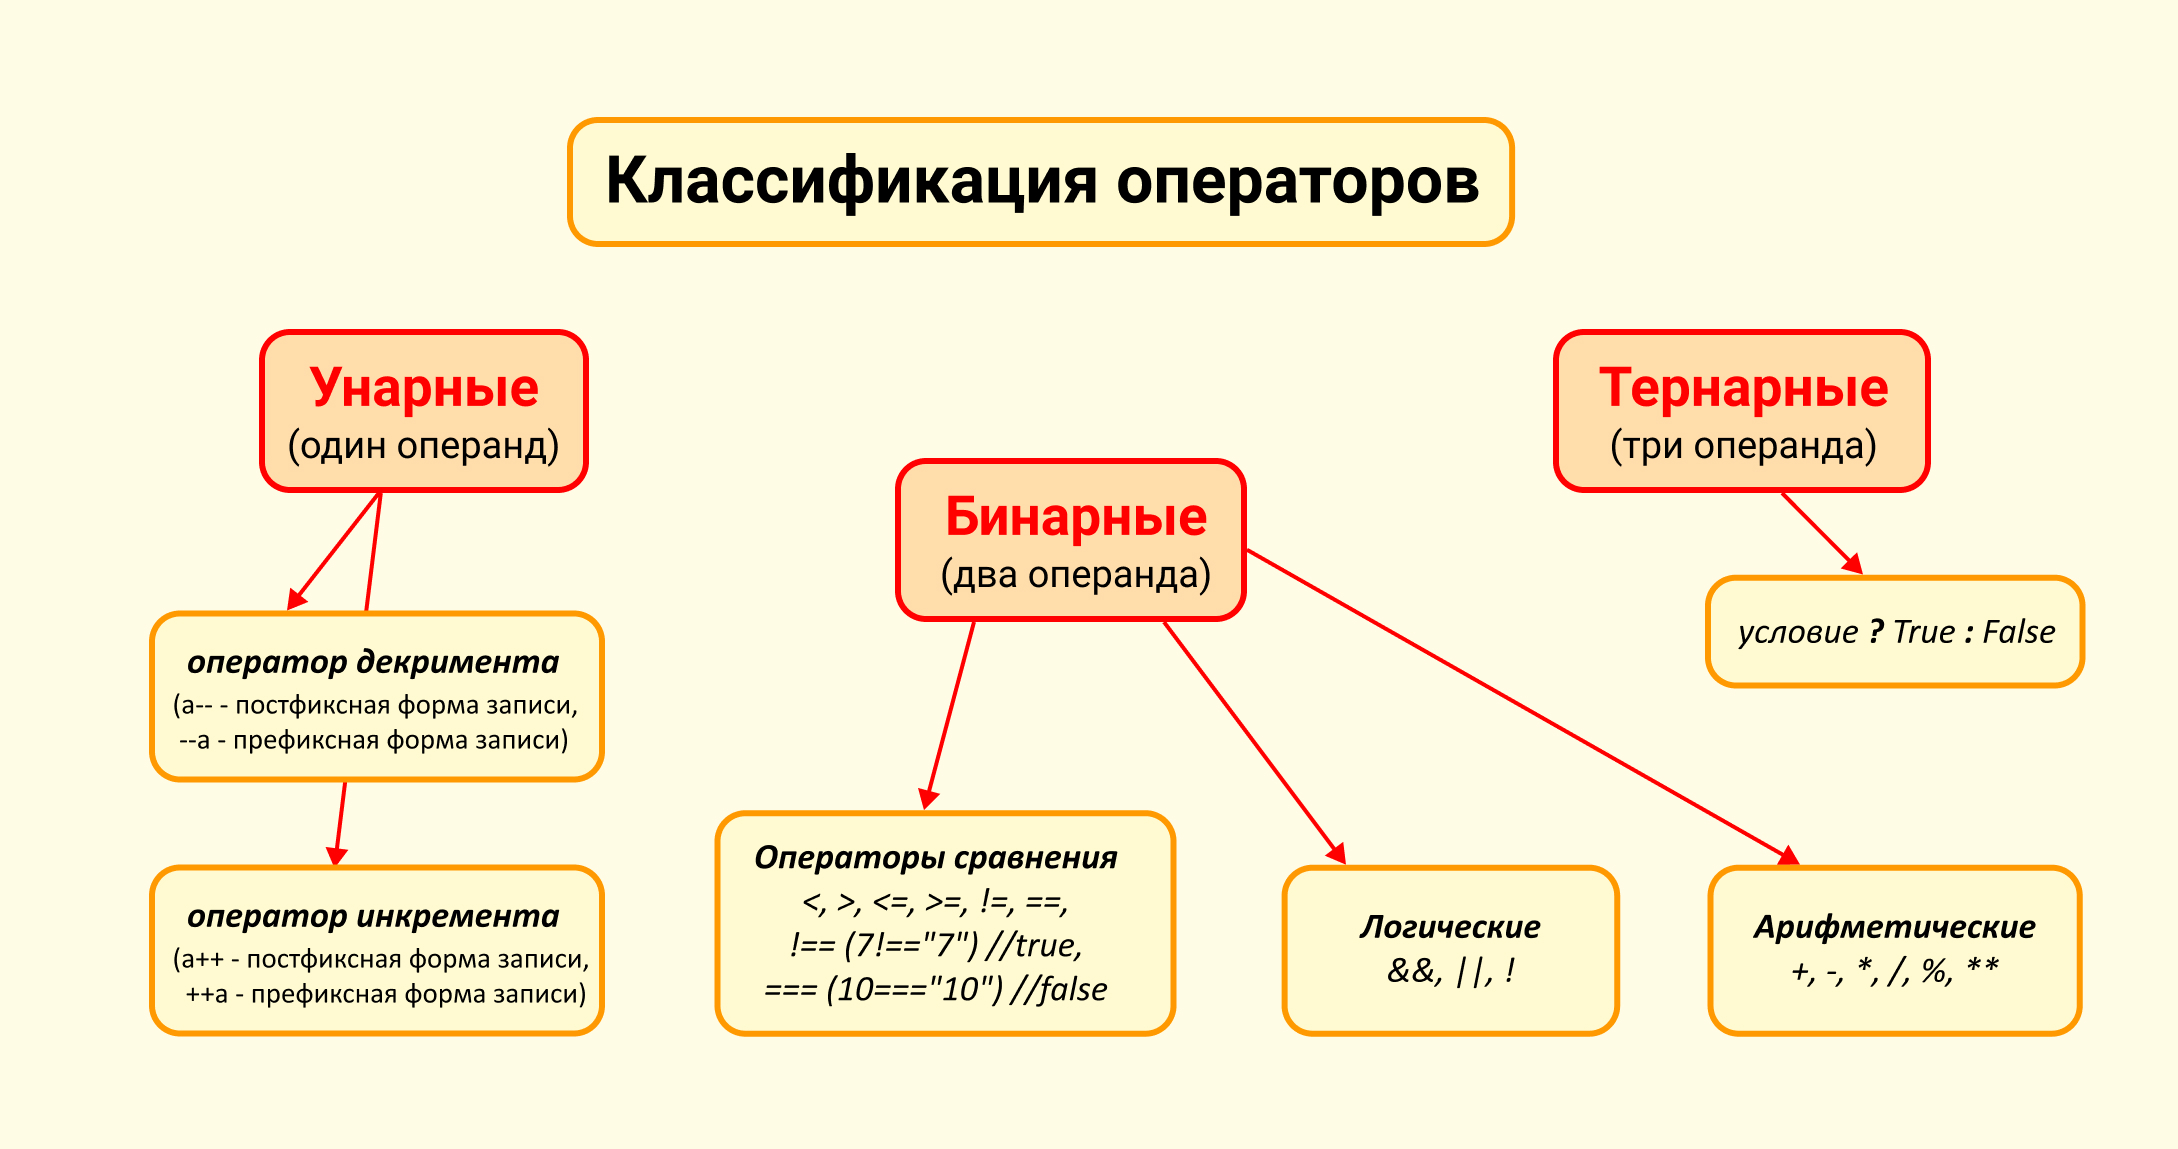 Классификация операторов
Унарные
(один операнд)
Тернарные
(три операнда)
Бинарные
(два операнда)
условие ? True : False
оператор декримента
(a-- - постфиксная форма записи,
--a - префиксная форма записи)
оператор инкремента
(a++ - постфиксная форма записи,
++a - префиксная форма записи)
Операторы сравнения
<, >, <=, >=, !=, ==,
!== (7!=="7") //true,
=== (10==="10") //false
Логические
&&, ||, !
Арифметические
+, -, *, /, %, **